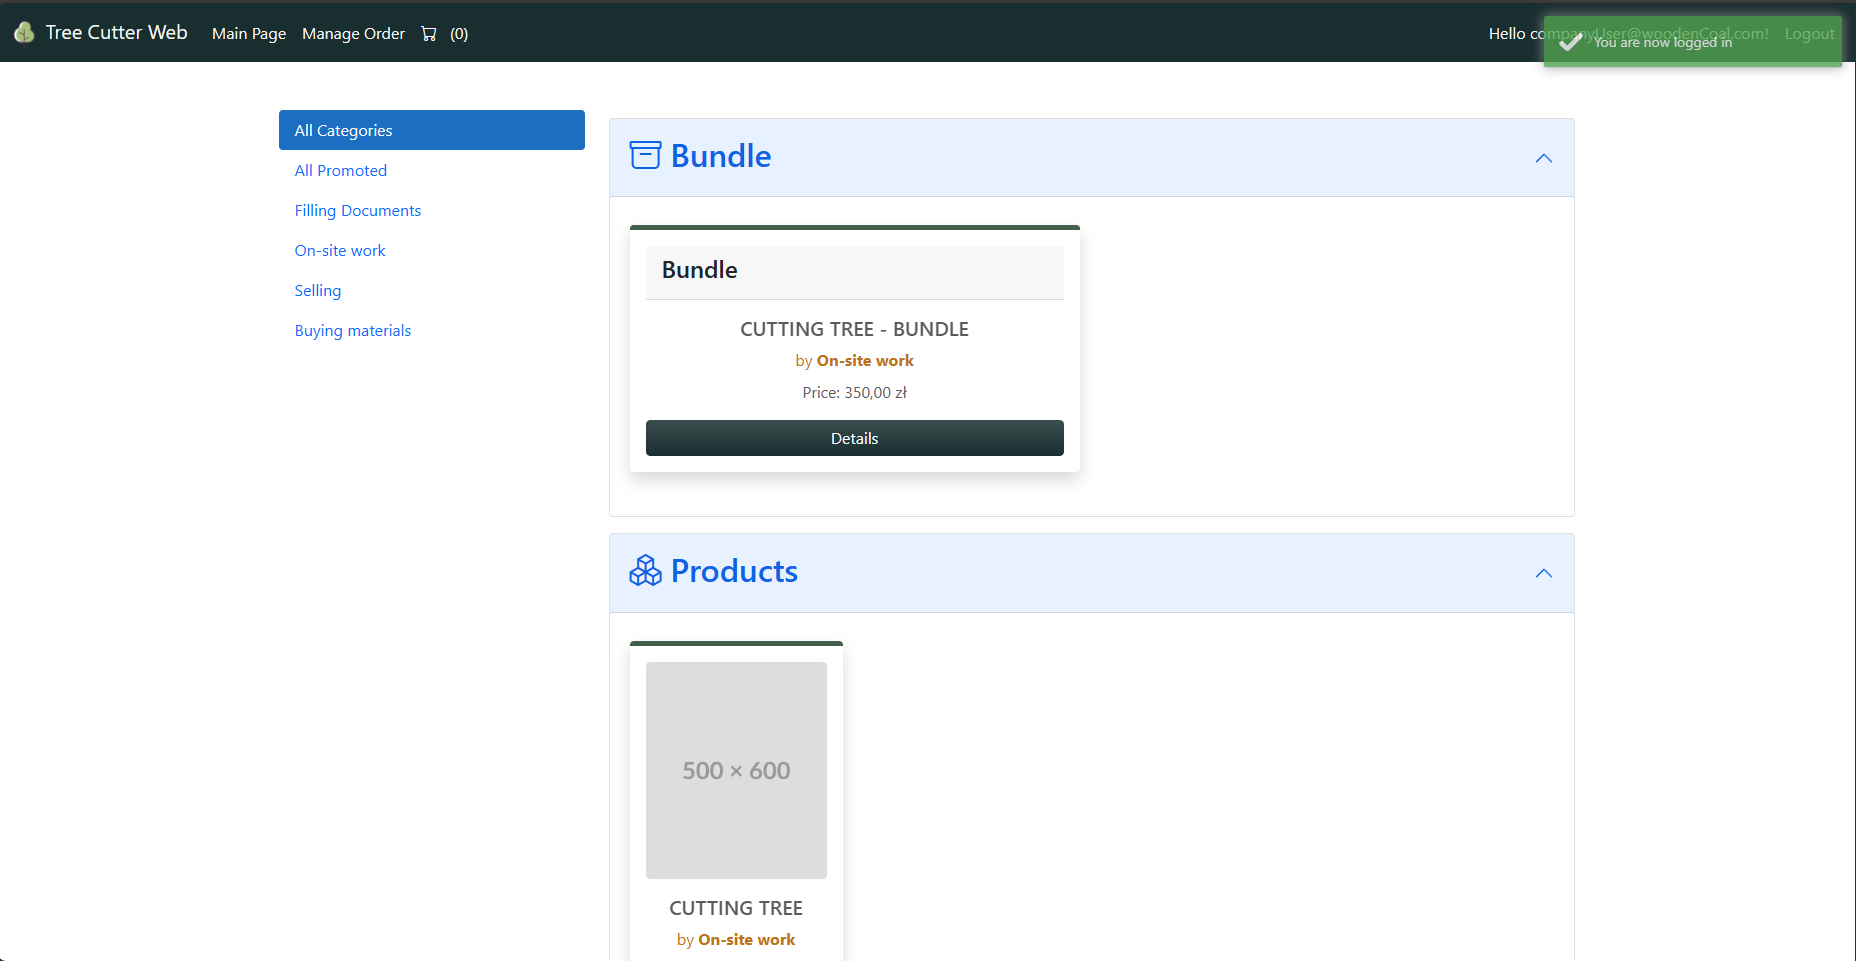 Tree Cutter Web Main Page Manage Order (0) Hello companyUser@woodenCoal.com! Logout
You are now logged in
All Categories
All Promoted
Filling Documents
On-site work
Selling
Buying materials
Bundle
Bundle
CUTTING TREE - BUNDLE
by On-site work
Price: 350,00 zł
Details
Products
500 × 600
CUTTING TREE
by On-site work